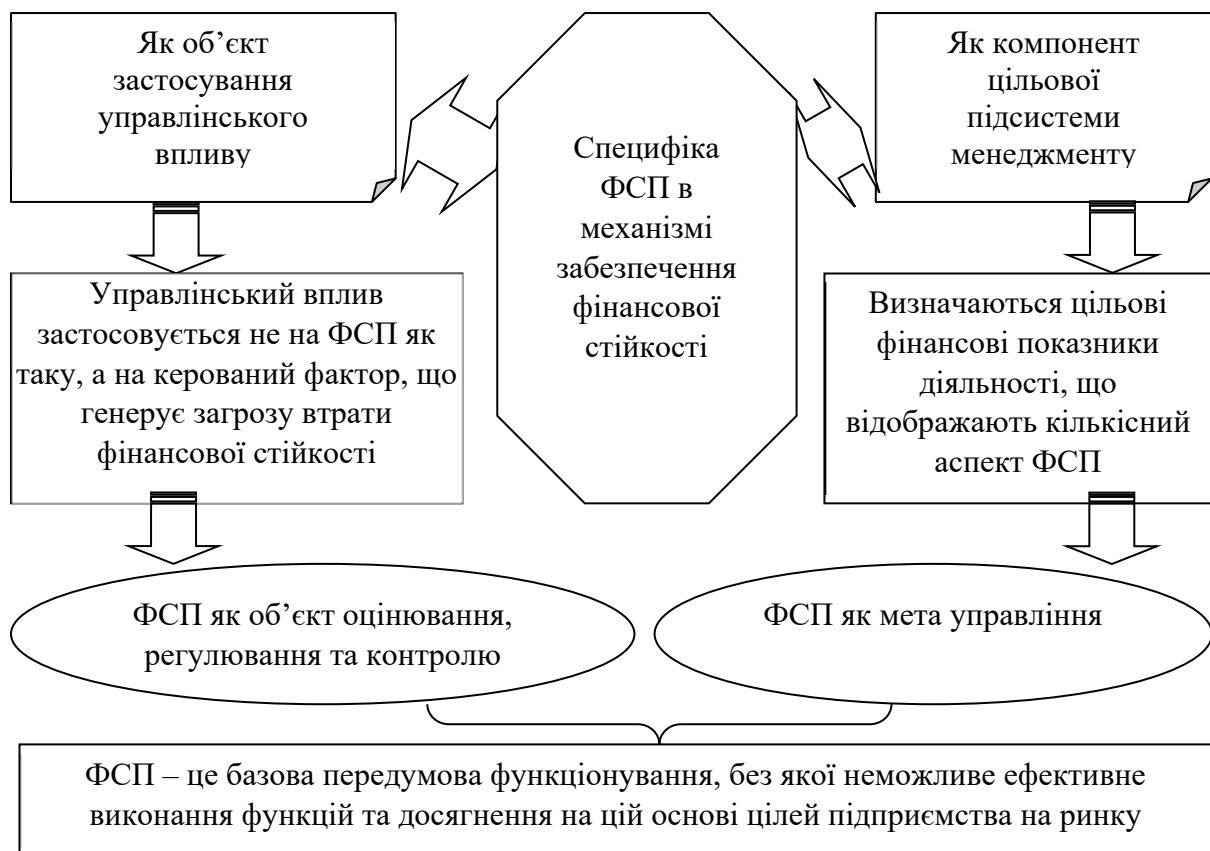 Як об’єкт
застосування
управлінського
впливу
Специфіка
ФСП в
механізмі
забезпечення
фінансової
стійкості
Як компонент
цільової
підсистеми
менеджменту
Управлінський вплив
застосовується не на ФСП як
таку, а на керований фактор, що
генерує загрозу втрати
фінансової стійкості
Визначаються цільові
фінансові показники
діяльності, що
відображають кількісний
аспект ФСП
ФСП як об’єкт оцінювання,
регулювання та контролю
ФСП як мета управління
ФСП – це базова передумова функціонування, без якої неможливе ефективне
виконання функцій та досягнення на цій основі цілей підприємства на ринку